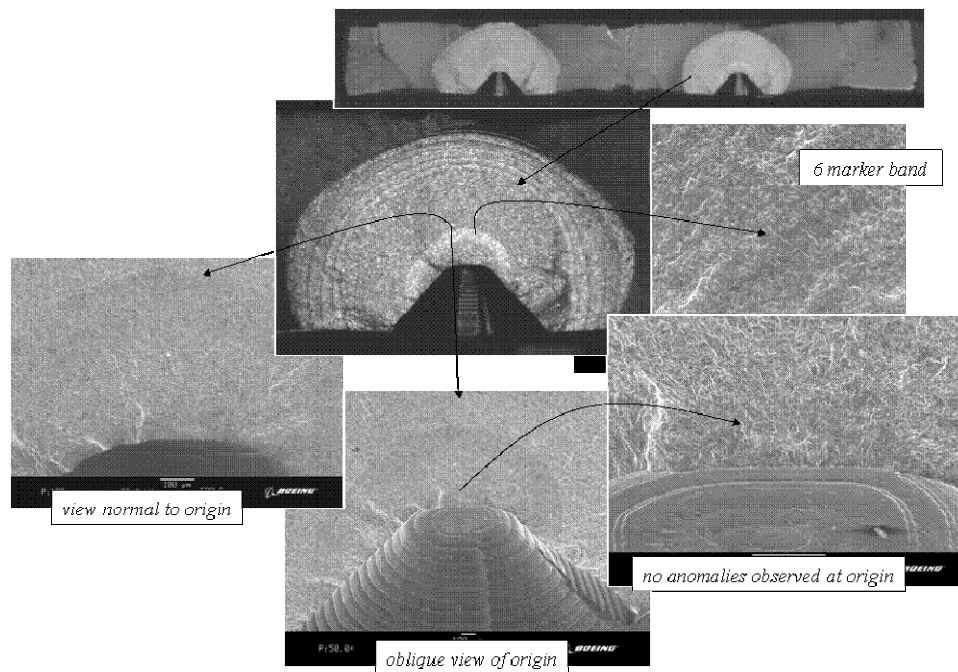 6 marker band
100 µm
BOEING
view normal to origin
no anomalies observed at origin
P:50.0x
BOEING
oblique view of origin